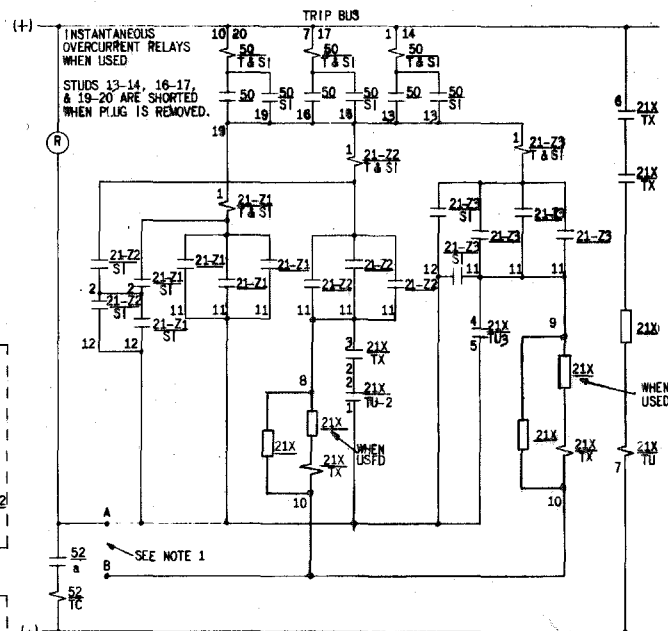 TRIP BUS
(+)
INSTANTANEOUS
OVERCURRENT RELAYS
WHEN USED
STUDS 13-14, 16-17,
& 19-20 ARE SHORTED
WHEN PLUG IS REMOVED.
10 20
50
T & SI
7 17
50
T & SI
1 14
50
T & SI
50
50
SI
50
50
SI
50
50
SI
19
19
16
16
13
13
R
1
21-Z2
T & SI
1
21-Z3
T & SI
1
21-Z1
T & SI
6
21X
TX
21X
TX
21-Z2
SI
2
21-Z2
SI
12
21-Z1
SI
2
21-Z1
SI
12
21-Z1
21-Z1
21-Z1
11
11
11
21-Z2
21-Z2
21-Z2
11
11
11
21-Z3
SI
21-Z3
SI
12
21-Z3
21-Z3
21-Z3
11
11
11
3
21X
TX
2
2
21X
TU-2
1
4
21X
TU3
5
8
21X
21X
WHEN
USED
21X
TX
10
9
21X
WHEN
USED
21X
21X
TX
10
21X
21X
TU
7
2
A
SEE NOTE 1
B
52
a
52
TC